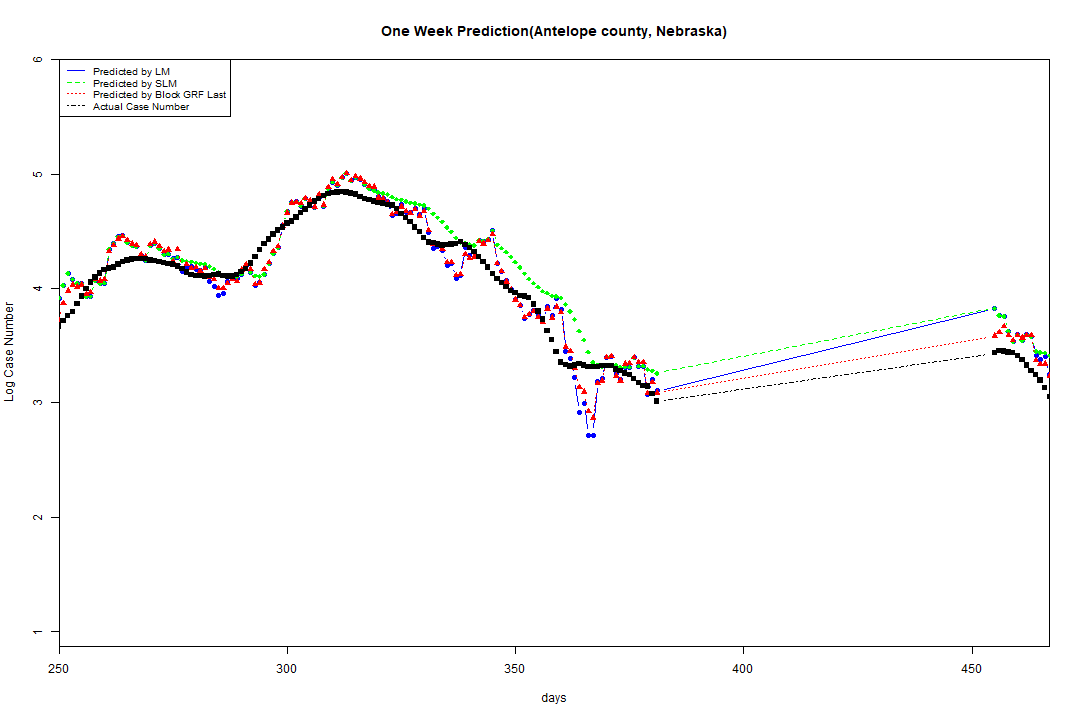 One Week Prediction(Antelope county, Nebraska)
Predicted by LM
Predicted by SLM
Predicted by Block GRF Last
Actual Case Number
Log Case Number
6
5
4
3
2
1
250 300 350 400 450
days